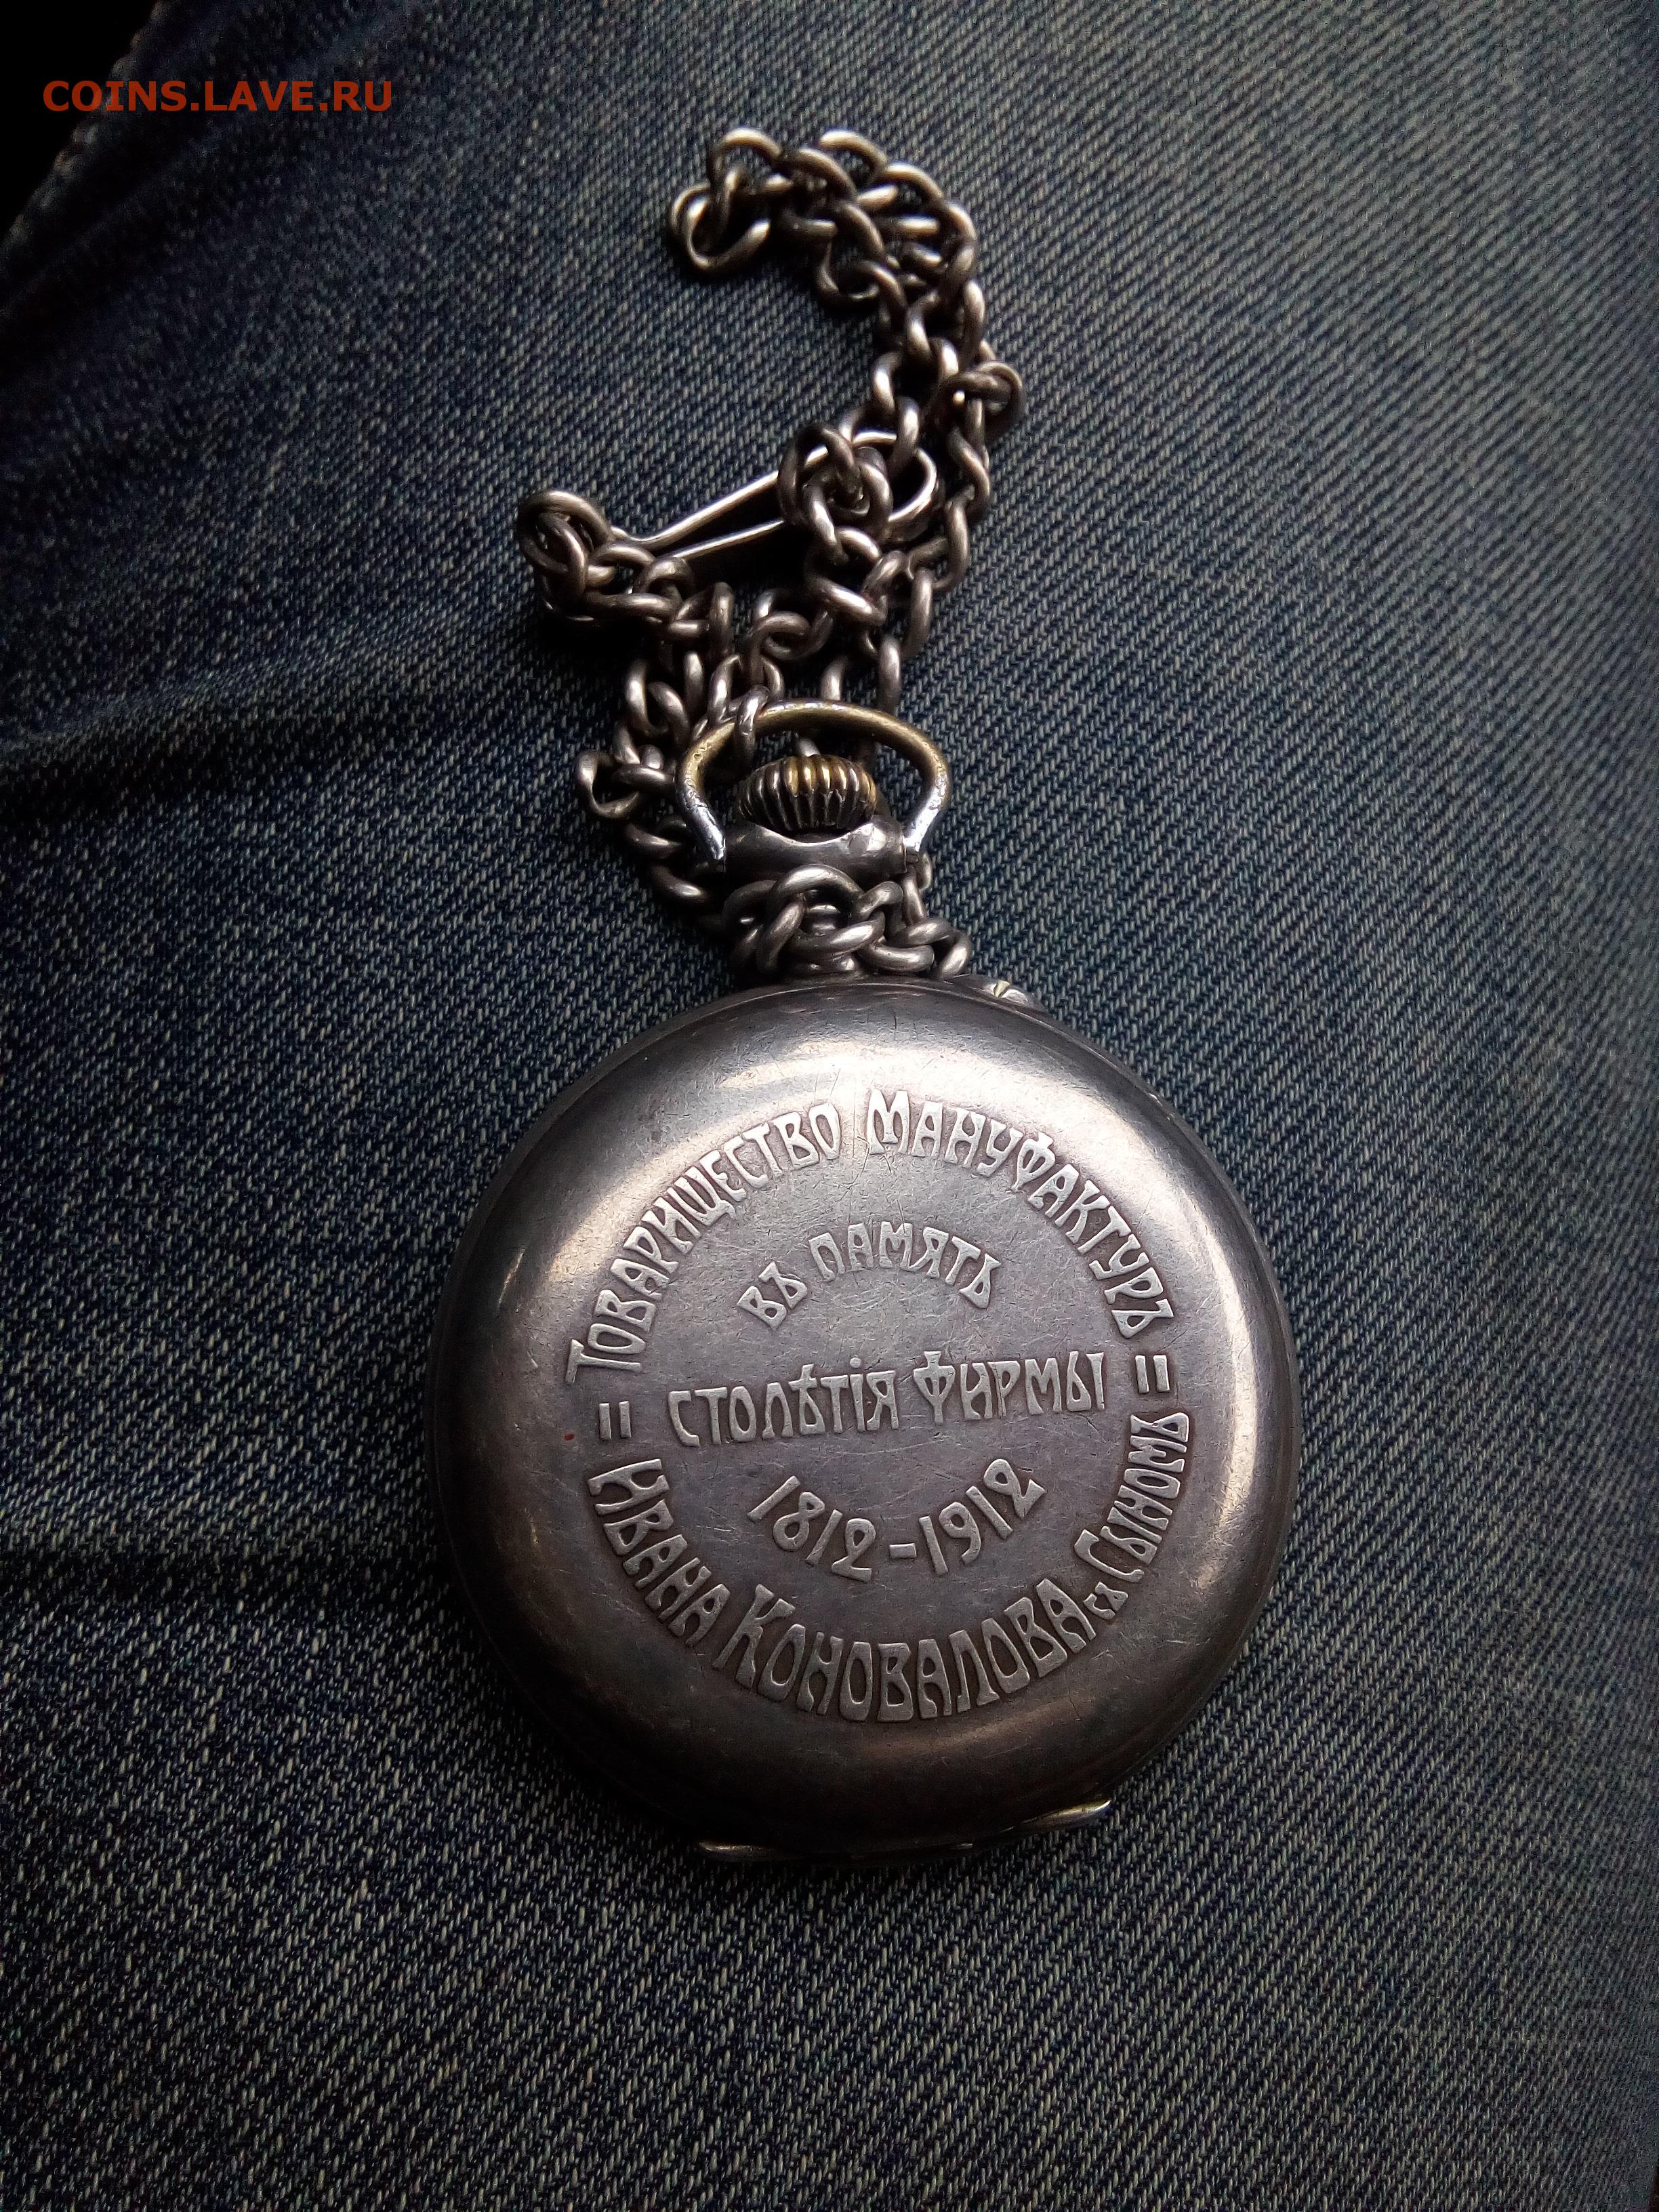 COINS.LAVE.RU
Товарищество Мануфактуръ
въ память
столѣтія фирмы
1812-1912
= Ивана Коновалова съ Сыномъ =